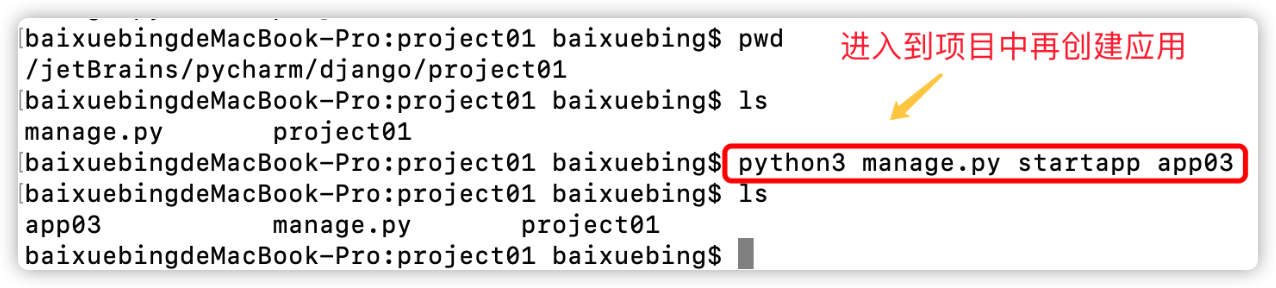 [baixuebingdeMacBook-Pro:project01 baixuebing$ pwd
进入到项目中再创建应用
/jetBrains/pycharm/django/project01
[baixuebingdeMacBook-Pro:project01 baixuebing$ ls
manage.py project01
[baixuebingdeMacBook-Pro:project01 baixuebing$ python3 manage.py startapp app03
[baixuebingdeMacBook-Pro:project01 baixuebing$ ls
app03 manage.py project01
baixuebingdeMacBook-Pro:project01 baixuebing$